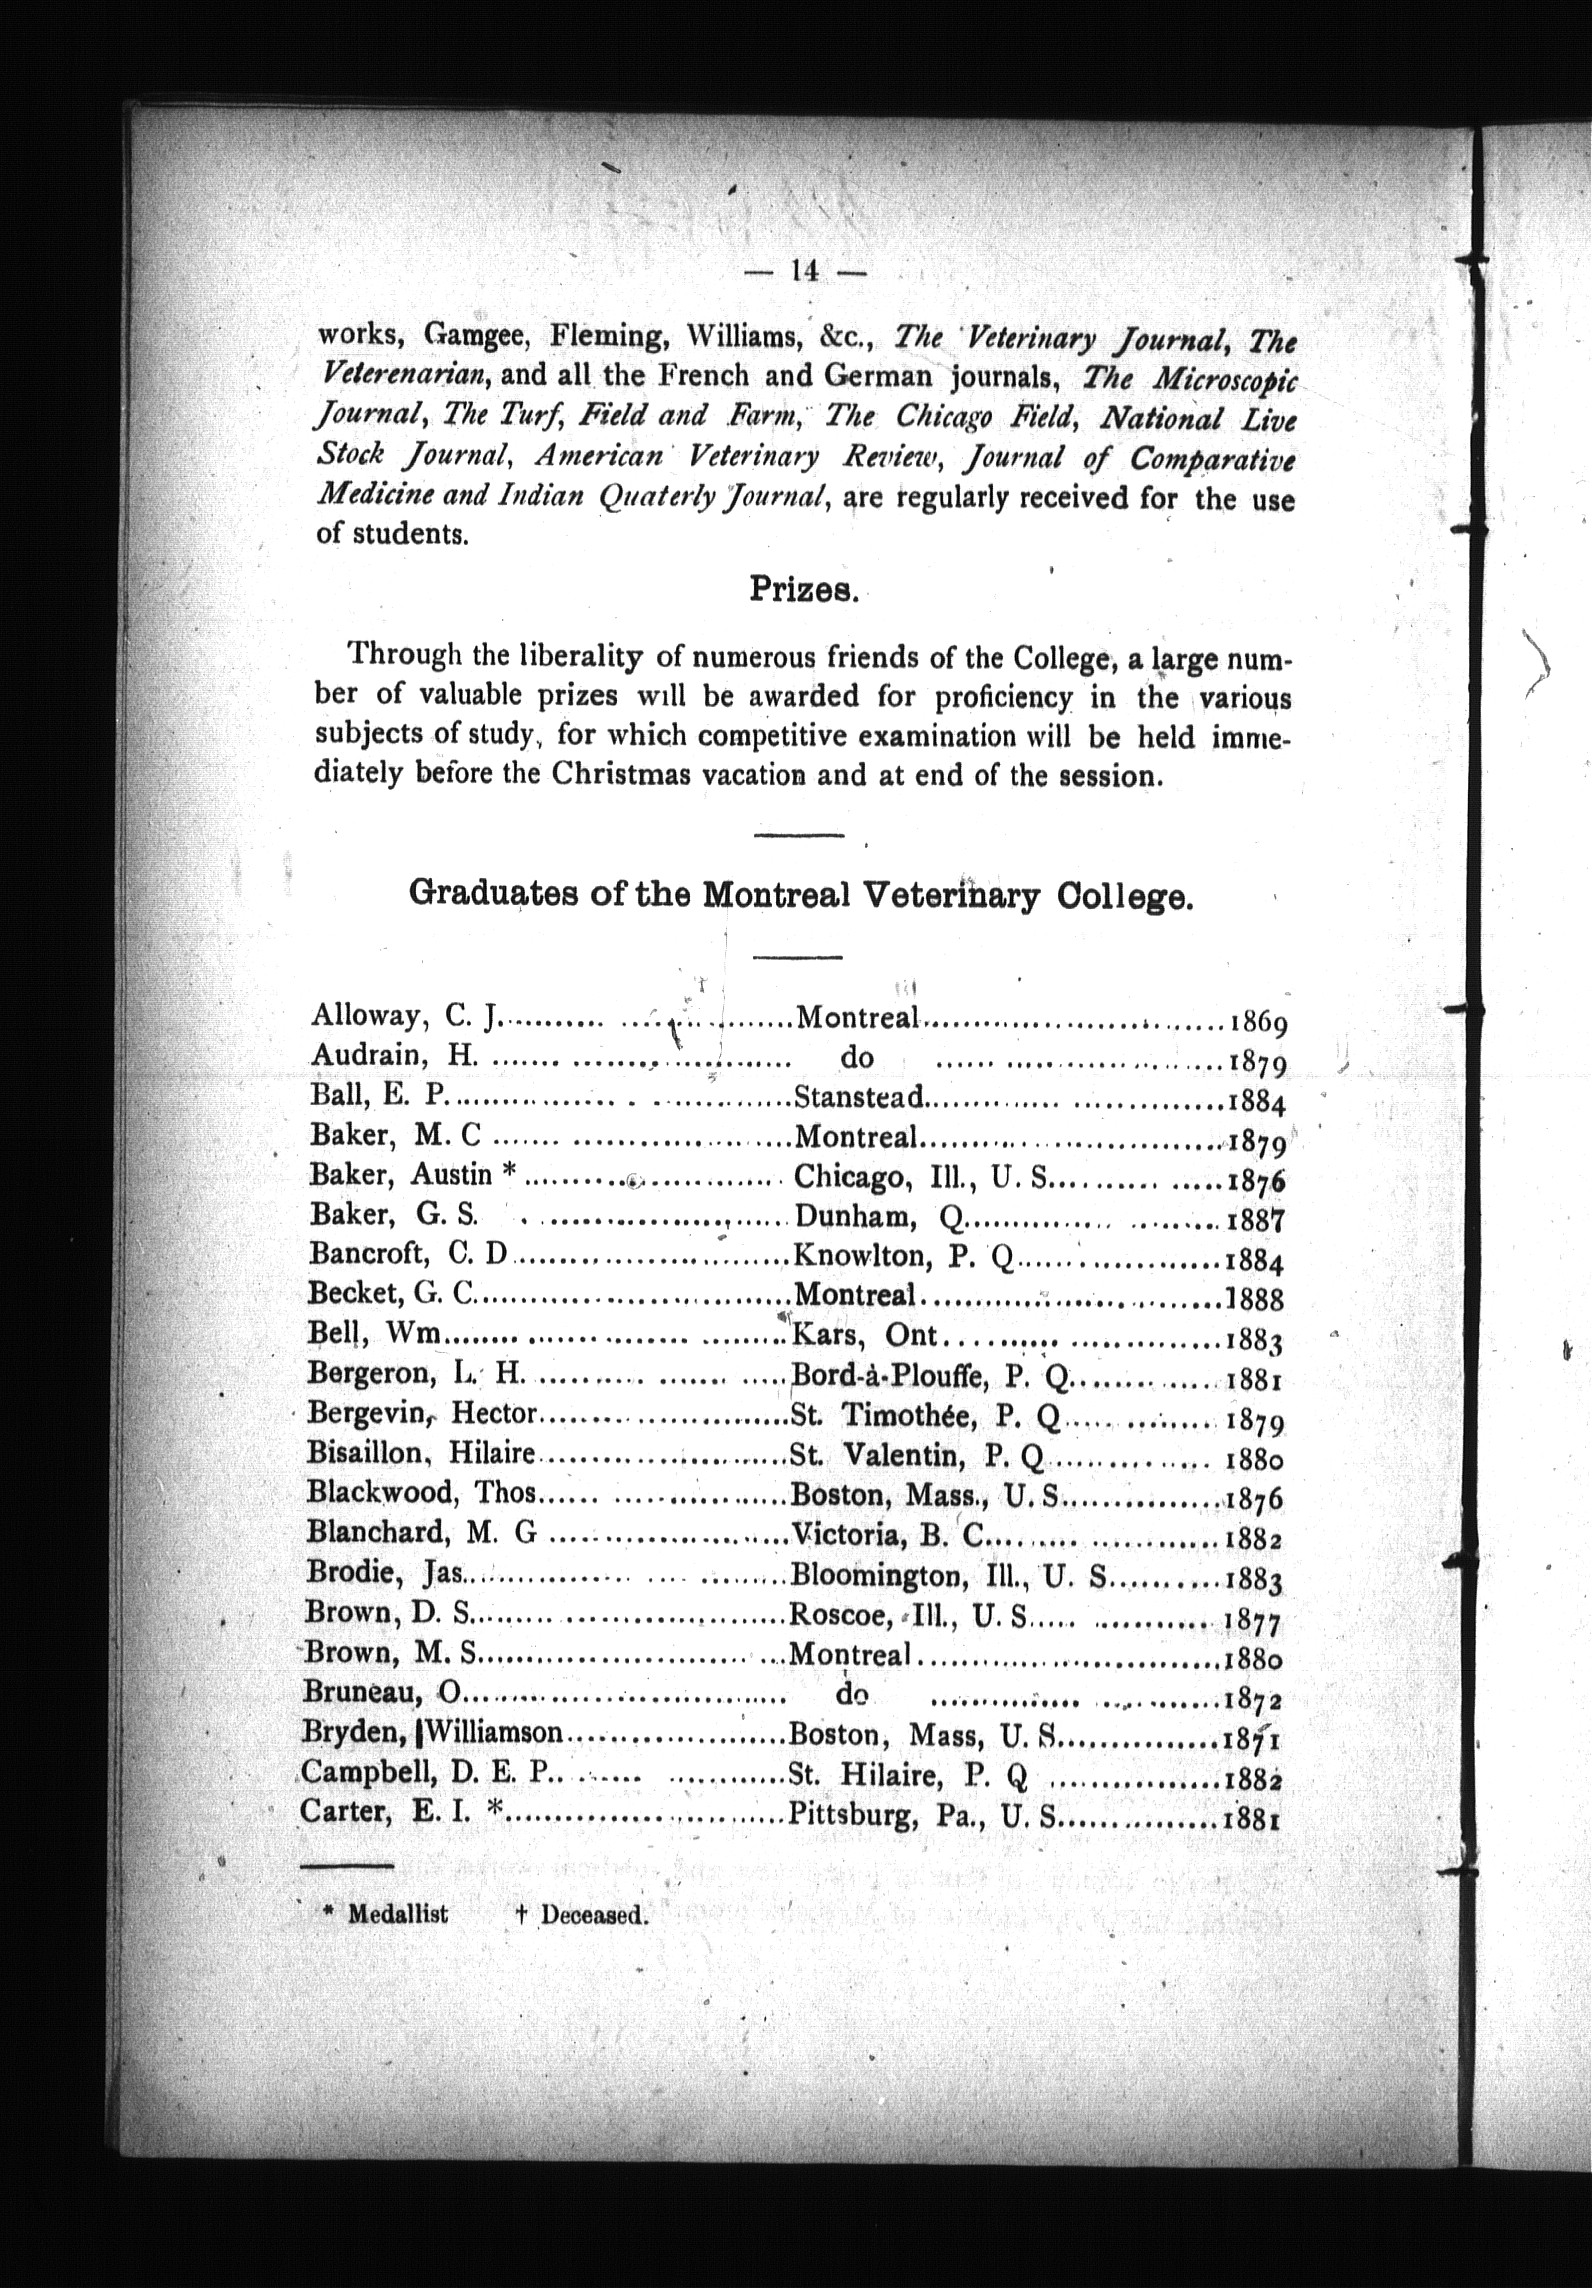 — 14 —
works, Gamgee, Fleming, Williams, &c., The Veterinary Journal, The
Veterenarian, and all the French and German journals, The Microscopic
Journal, The Turf, Field and Farm, The Chicago Field, National Live
Stock Journal, American Veterinary Review, Journal of Comparative
Medicine and Indian Quaterly Journal, are regularly received for the use
of students.
Prizes.
Through the liberality of numerous friends of the College, a large num-
ber of valuable prizes will be awarded for proficiency in the various
subjects of study, for which competitive examination will be held imme-
diately before the Christmas vacation and at end of the session.
Graduates of the Montreal Veterinary College.
Alloway, C. J. .......... Montreal .......... 1869
Audrain, H. .......... do .......... 1879
Ball, E. P. .......... Stanstead .......... 1884
Baker, M. C .......... Montreal .......... 1879
Baker, Austin * .......... Chicago, Ill., U. S. .......... 1876
Baker, G. S. .......... Dunham, Q. .......... 1887
Bancroft, C. D .......... Knowlton, P. Q. .......... 1884
Becket, G. C. .......... Montreal .......... 1888
Bell, Wm .......... Kars, Ont .......... 1883
Bergeron, L. H. .......... Bord-à-Plouffe, P. Q. .......... 1881
Bergevin, Hector .......... St. Timothée, P. Q .......... 1879
Bisaillon, Hilaire .......... St. Valentin, P. Q .......... 1880
Blackwood, Thos .......... Boston, Mass., U. S .......... 1876
Blanchard, M. G .......... Victoria, B. C. .......... 1882
Brodie, Jas. .......... Bloomington, Ill., U. S .......... 1883
Brown, D. S. .......... Roscoe, Ill., U. S .......... 1877
Brown, M. S. .......... Montreal .......... 1880
Bruneau, O. .......... do .......... 1872
Bryden, Williamson .......... Boston, Mass, U. S. .......... 1871
Campbell, D. E. P. .......... St. Hilaire, P. Q .......... 1882
Carter, E. I. * .......... Pittsburg, Pa., U. S. .......... 1881
* Medallist † Deceased.